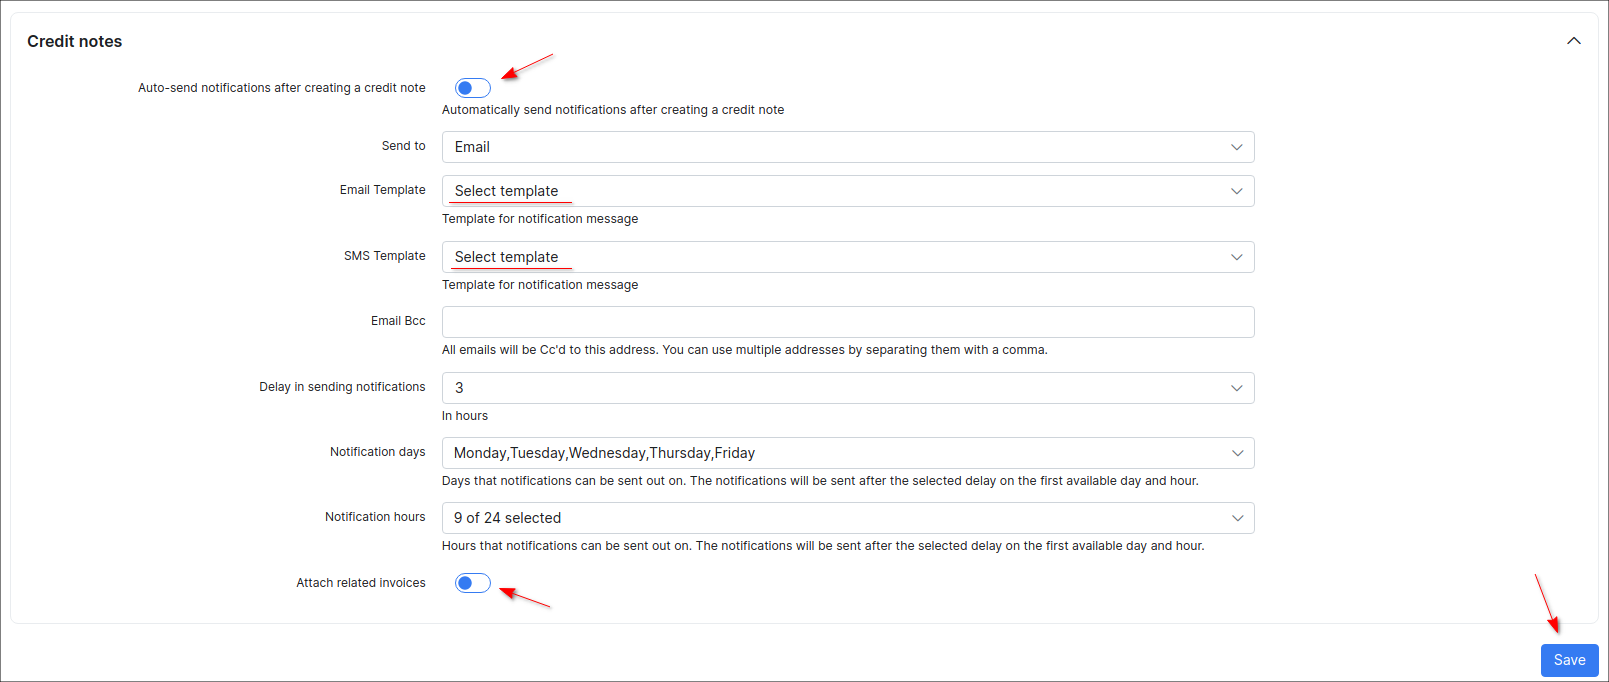 Credit notes
Auto-send notifications after creating a credit note
Automatically send notifications after creating a credit note
Send to
Email
Email Template
Select template
Template for notification message
SMS Template
Select template
Template for notification message
Email Bcc
All emails will be Cc'd to this address. You can use multiple addresses by separating them with a comma.
Delay in sending notifications
3
In hours
Notification days
Monday,Tuesday,Wednesday,Thursday,Friday
Days that notifications can be sent out on. The notifications will be sent after the selected delay on the first available day and hour.
Notification hours
9 of 24 selected
Hours that notifications can be sent out on. The notifications will be sent after the selected delay on the first available day and hour.
Attach related invoices
Save